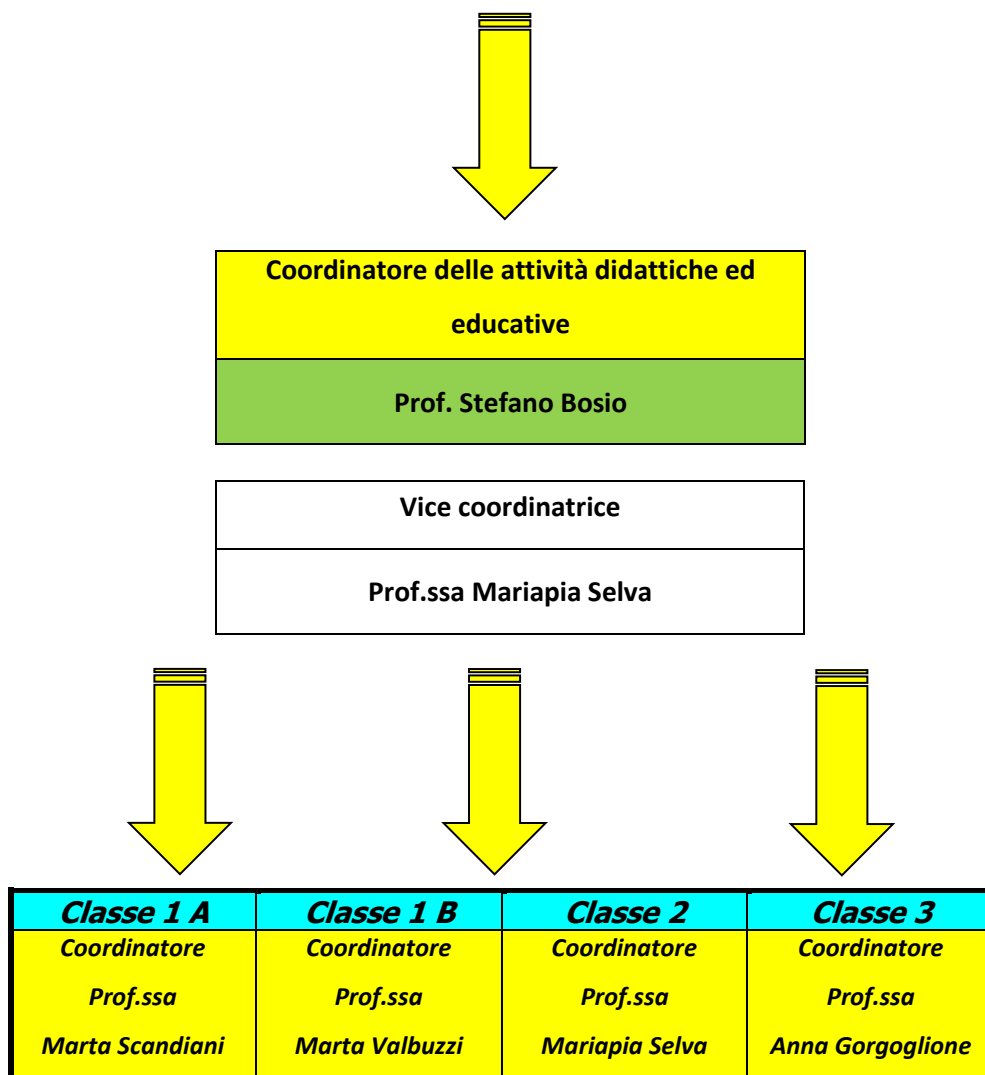 Coordinatore delle attività didattiche ed
educative
Prof. Stefano Bosio
Vice coordinatrice
Prof.ssa Mariapia Selva
Classe 1 A
Classe 1 B
Classe 2
Classe 3
Coordinatore
Coordinatore
Coordinatore
Coordinatore
Prof.ssa
Prof.ssa
Prof.ssa
Prof.ssa
Marta Scandiani
Marta Valbuzzi
Mariapia Selva
Anna Gorgoglione